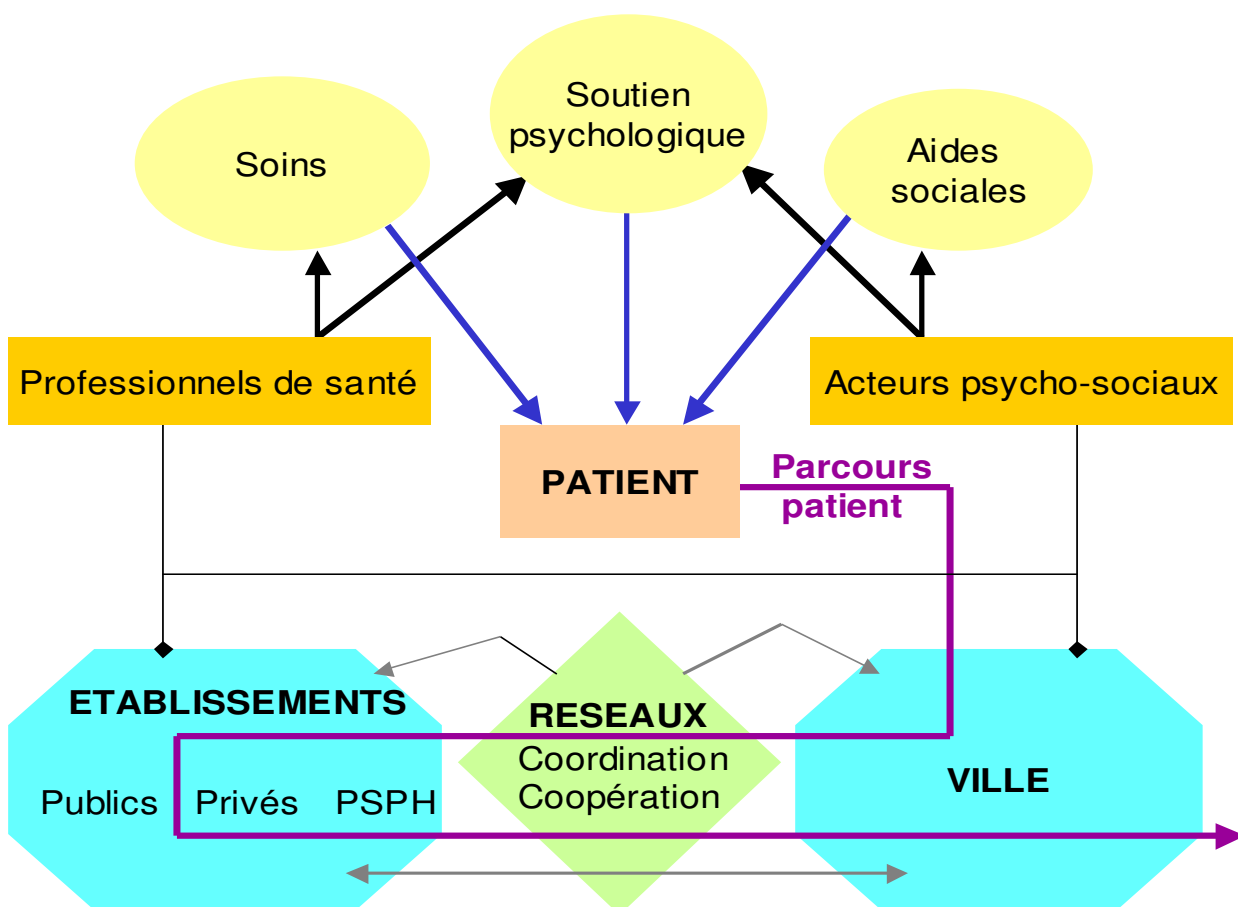 Soutien
psychologique
Soins
Aides
sociales
Professionnels de santé
Acteurs psycho-sociaux
PATIENT
Parcours
patient
ETABLISSEMENTS
Publics Privés PSPH
RESEAUX
Coordination
Coopération
VILLE